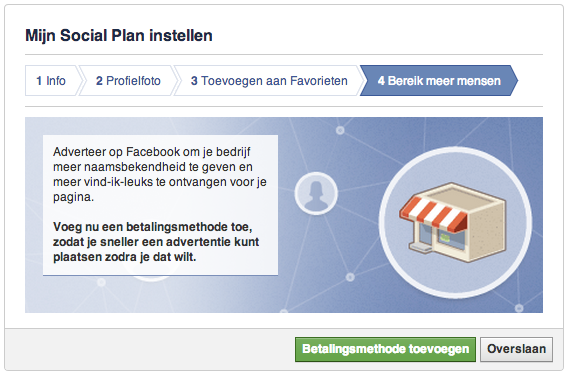 Mijn Social Plan instellen
1 Info
2 Profielfoto
3 Toevoegen aan Favorieten
4 Bereik meer mensen
Adverteer op Facebook om je bedrijf
meer naamsbekendheid te geven en
meer vind-ik-leuks te ontvangen voor je
pagina.
Voeg nu een betalingsmethode toe,
zodat je sneller een advertentie kunt
plaatsen zodra je dat wilt.
Betalingsmethode toevoegen
Overslaan